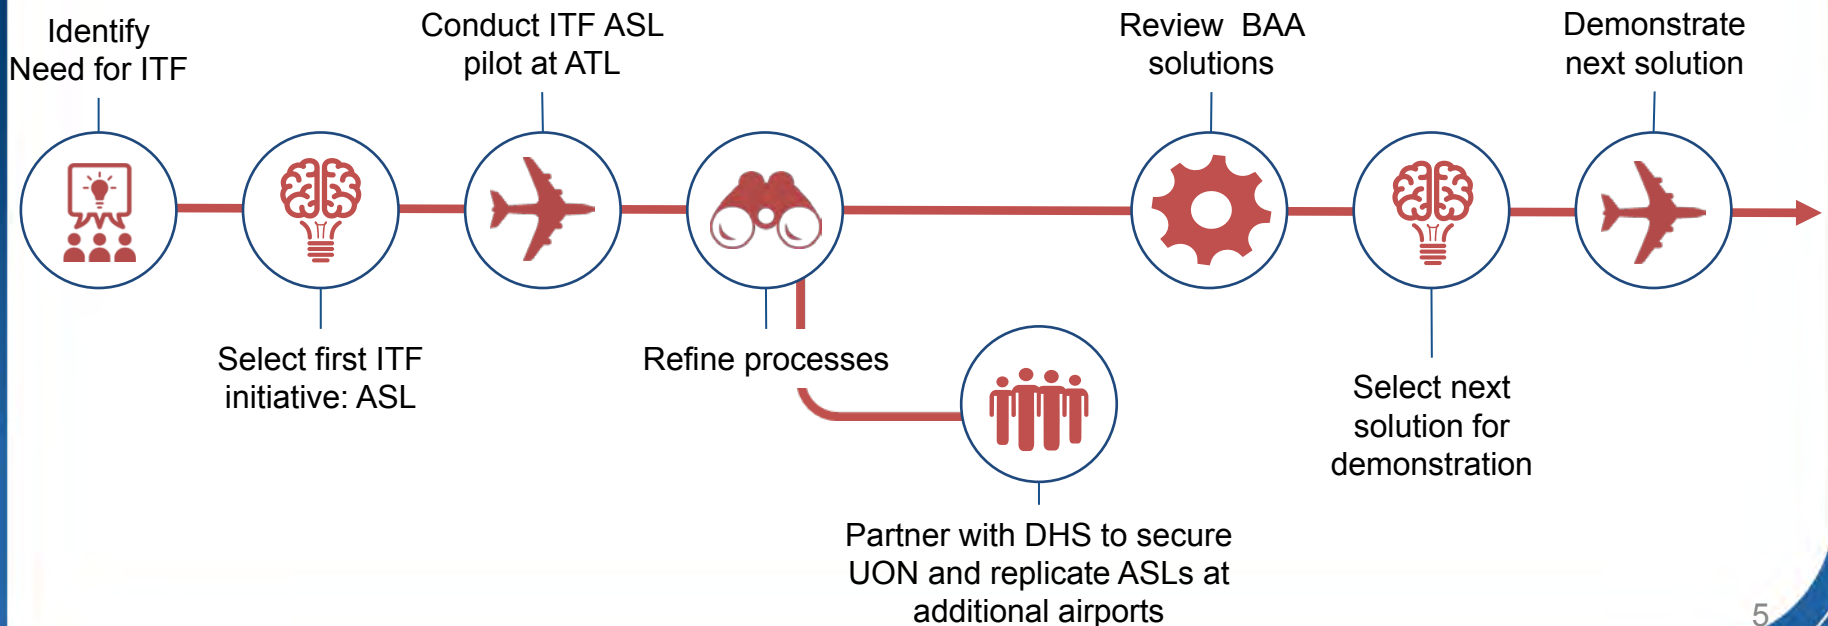 Identify
Need for ITF
Select first ITF
initiative: ASL
Conduct ITF ASL
pilot at ATL
Refine processes
Partner with DHS to secure
UON and replicate ASLs at
additional airports
Review BAA
solutions
Select next
solution for
demonstration
Demonstrate
next solution
5